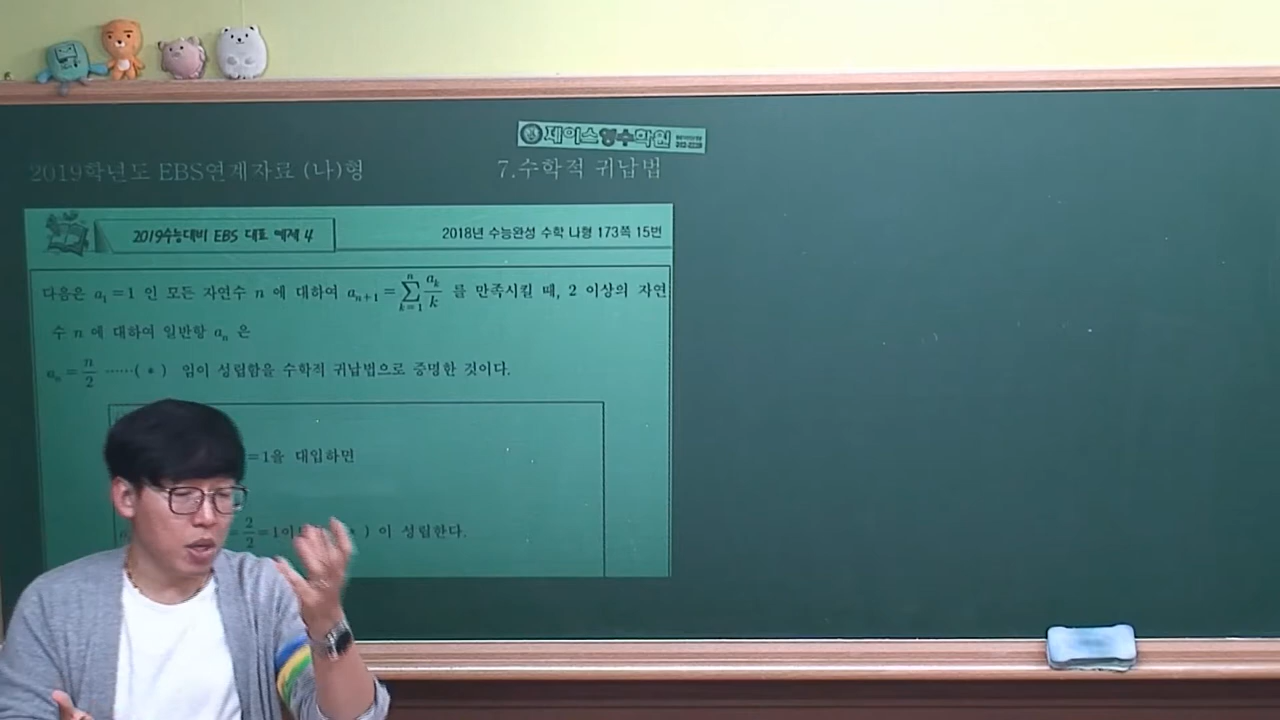 제이스영수학원
2019학년도 EBS연계자료 (나)형 7.수학적 귀납법
2019수능대비 EBS 대표 예제 4 2018년 수능완성 수학 나형 173쪽 15번
다음은 a₁=1 인 모든 자연수 n 에 대하여 aₙ₊₁=∑ₖ₌₁ⁿ aₖ/k 를 만족시킬 때, 2 이상의 자연
수 n 에 대하여 일반항 aₙ 은
aₙ = n/2 ······( * ) 임이 성립함을 수학적 귀납법으로 증명한 것이다.
=1을 대입하면
=2/2=1이 ) 이 성립한다.